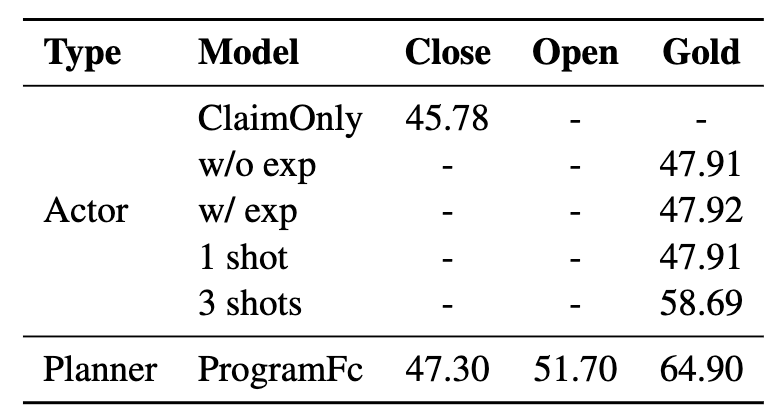 Type Model Close Open Gold
ClaimOnly 45.78 - -
w/o exp - - 47.91
Actor w/ exp - - 47.92
1 shot - - 47.91
3 shots - - 58.69
Planner ProgramFc 47.30 51.70 64.90